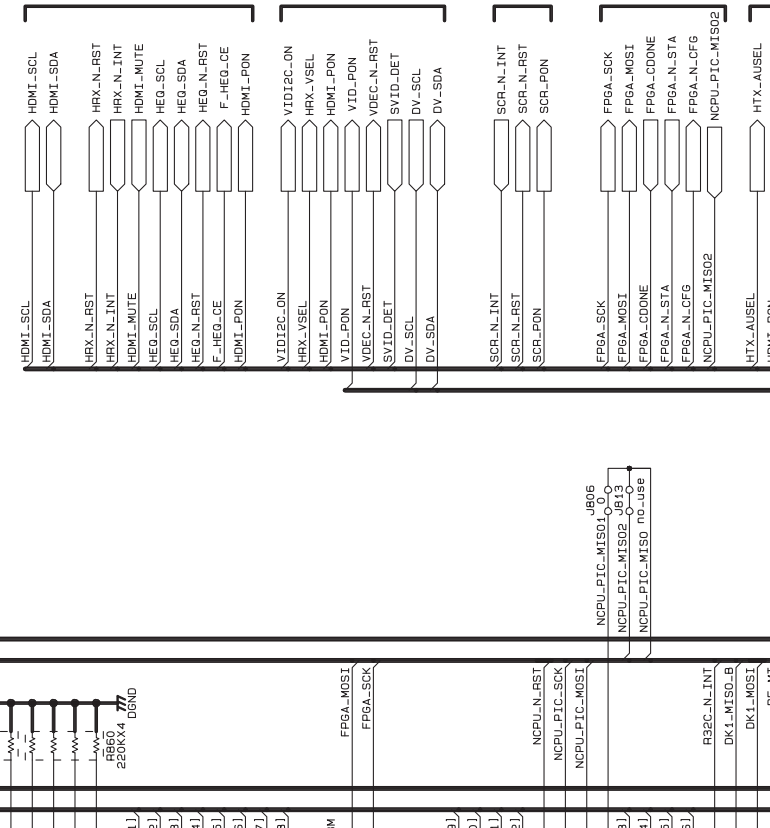 HDMI_SCL
HDMI_SDA
HRX_N_RST
HRX_N_INT
HDMI_MUTE
HEQ_SCL
HEQ_SDA
HEQ_N_RST
F_HEQ_CE
HDMI_PON
VIDI2C_ON
HRX_VSEL
HDMI_PON
VID_PON
VDEC_N_RST
SVID_DET
DV_SCL
DV_SDA
SCR_N_INT
SCR_N_RST
SCR_PON
FPGA_SCK
FPGA_MOSI
FPGA_CDONE
FPGA_N_STA
FPGA_N_CFG
NCPU_PIC_MISO2
HTX_AUSEL
HDMI_SCL
HDMI_SDA
HRX_N_RST
HRX_N_INT
HDMI_MUTE
HEQ_SCL
HEQ_SDA
HEQ_N_RST
F_HEQ_CE
HDMI_PON
VIDI2C_ON
HRX_VSEL
HDMI_PON
VID_PON
VDEC_N_RST
SVID_DET
DV_SCL
DV_SDA
SCR_N_INT
SCR_N_RST
SCR_PON
FPGA_SCK
FPGA_MOSI
FPGA_CDONE
FPGA_N_STA
FPGA_N_CFG
NCPU_PIC_MISO2
HTX_AUSEL
J806
0
J813
no_use
NCPU_PIC_MISO1
NCPU_PIC_MISO2
NCPU_PIC_MISO
DGND
R860
220KX4
FPGA_MOSI
FPGA_SCK
NCPU_N_RST
NCPU_PIC_SCK
NCPU_PIC_MOSI
R32C_N_INT
DK1_MISO_B
DK1_MOSI